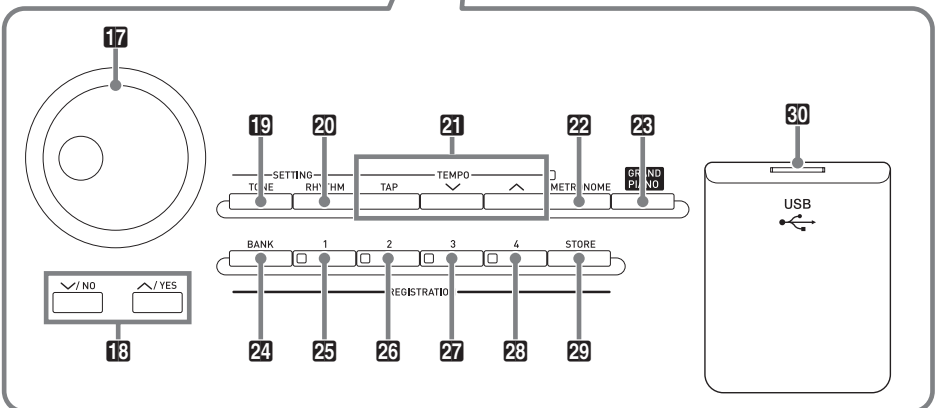 17
19 20 21 22 23 30
SETTING TEMPO GRAND PIANO
TONE RHYTHM TAP METRONOME
USB
BANK 1 2 3 4 STORE
NO YES
REGISTRATION
18 24 25 26 27 28 29